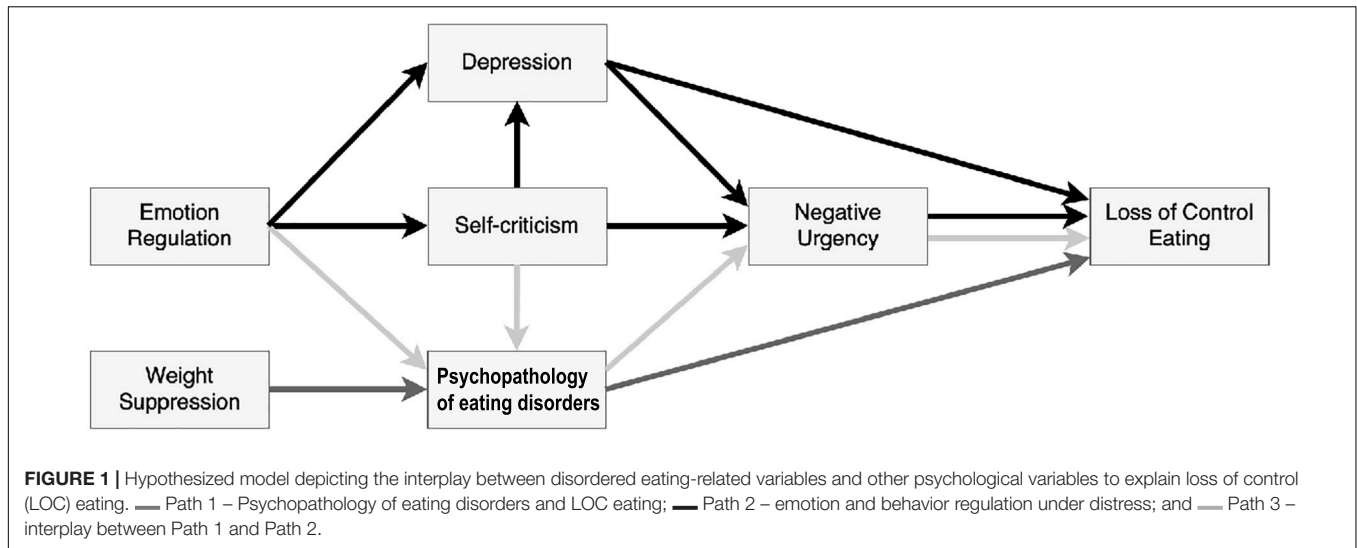 Depression
Emotion
Regulation
Self-criticism
Negative
Urgency
Loss of Control
Eating
Weight
Suppression
Psychopathology
of eating disorders
FIGURE 1 | Hypothesized model depicting the interplay between disordered eating-related variables and other psychological variables to explain loss of control
(LOC) eating. Path 1 – Psychopathology of eating disorders and LOC eating; Path 2 – emotion and behavior regulation under distress; and Path 3 –
interplay between Path 1 and Path 2.